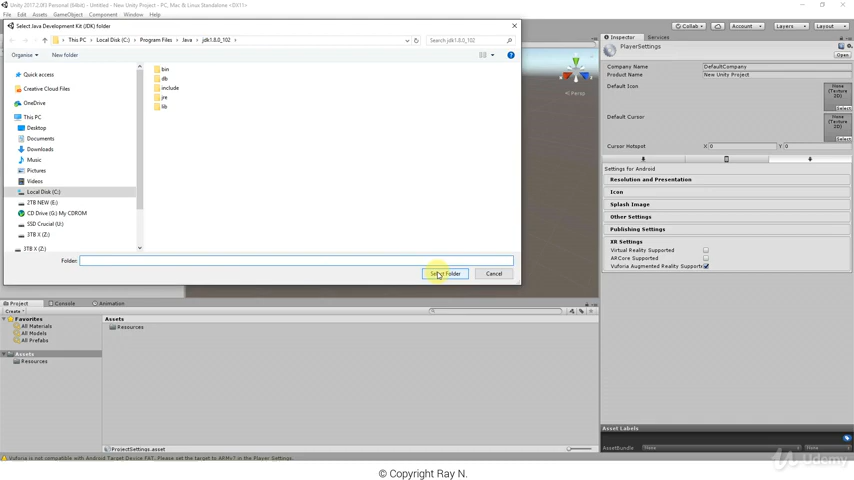 Unity 2017.2.0f3 Personal (64bit) - Untitled - New Unity Project - PC, Mac & Linux Standalone <DX11>
File Edit Assets GameObject Component Window Help
Collab Account Layers Layout
Select Java Development Kit (JDK) folder
This PC › Local Disk (C:) › Program Files › Java › jdk1.8.0_102 ›
Search jdk1.8.0_102
Organise New folder
Quick access
Creative Cloud Files
OneDrive
This PC
Desktop
Documents
Downloads
Music
Pictures
Videos
Local Disk (C:)
2TB NEW (E:)
CD Drive (G:) My CDROM
SSD Crucial (U:)
3TB X (Z:)
3TB X (Z:)
bin
db
include
jre
lib
Folder:
Select Folder Cancel
Persp
Inspector Services
PlayerSettings
Open
Company Name DefaultCompany
Product Name New Unity Project
Default Icon
None (Texture 2D)
Select
Default Cursor
None (Texture 2D)
Select
Cursor Hotspot X 0 Y 0
Settings for Android
Resolution and Presentation
Icon
Splash Image
Other Settings
Publishing Settings
XR Settings
Virtual Reality Supported
ARCore Supported
Vuforia Augmented Reality Supporte
Project Console Animation
Create
Favorites
All Materials
All Models
All Prefabs
Assets
Resources
Assets
Resources
ProjectSettings.asset
Asset Labels
AssetBundle None None
Vuforia is not compatible with Android Target Device FAT. Please set the target to ARMv7 in the Player Settings.
Udemy
© Copyright Ray N.